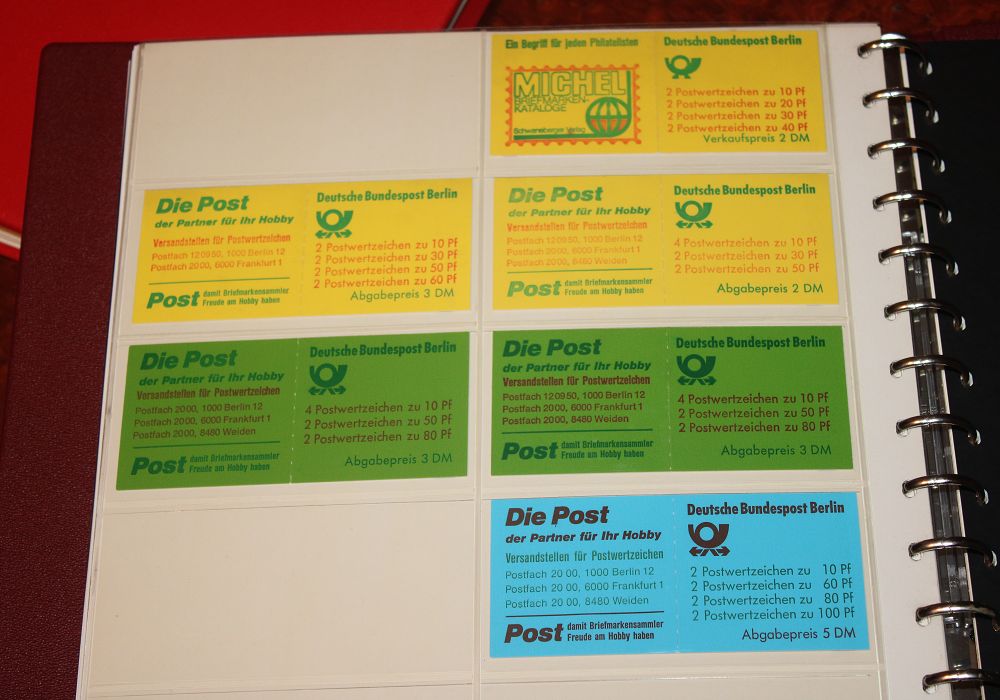 Ein Begriff für jeden Philatelisten
MICHEL
BRIEFMARKEN-
KATALOGE
Schwaneberger Verlag
Deutsche Bundespost Berlin
2 Postwertzeichen zu 10 Pf
2 Postwertzeichen zu 20 Pf
2 Postwertzeichen zu 30 Pf
2 Postwertzeichen zu 40 Pf
Verkaufspreis 2 DM
Die Post
der Partner für Ihr Hobby
Versandstellen für Postwertzeichen
Postfach 120950, 1000 Berlin 12
Postfach 2000, 6000 Frankfurt 1
Post damit Briefmarkensammler
Freude am Hobby haben
Deutsche Bundespost Berlin
2 Postwertzeichen zu 10 Pf
2 Postwertzeichen zu 30 Pf
2 Postwertzeichen zu 50 Pf
2 Postwertzeichen zu 60 Pf
Abgabepreis 3 DM
Die Post
der Partner für Ihr Hobby
Versandstellen für Postwertzeichen
Postfach 120950, 1000 Berlin 12
Postfach 2000, 6000 Frankfurt 1
Postfach 2000, 8480 Weiden
Post damit Briefmarkensammler
Freude am Hobby haben
Deutsche Bundespost Berlin
4 Postwertzeichen zu 10 Pf
2 Postwertzeichen zu 30 Pf
2 Postwertzeichen zu 50 Pf
Abgabepreis 2 DM
Die Post
der Partner für Ihr Hobby
Versandstellen für Postwertzeichen
Postfach 20 00, 1000 Berlin 12
Postfach 20 00, 6000 Frankfurt 1
Postfach 20 00, 8480 Weiden
Post damit Briefmarkensammler
Freude am Hobby haben
Deutsche Bundespost Berlin
4 Postwertzeichen zu 10 Pf
2 Postwertzeichen zu 50 Pf
2 Postwertzeichen zu 80 Pf
Abgabepreis 3 DM
Die Post
der Partner für Ihr Hobby
Versandstellen für Postwertzeichen
Postfach 120950, 1000 Berlin 12
Postfach 2000, 6000 Frankfurt 1
Postfach 2000, 8480 Weiden
Post damit Briefmarkensammler
Freude am Hobby haben
Deutsche Bundespost Berlin
4 Postwertzeichen zu 10 Pf
2 Postwertzeichen zu 50 Pf
2 Postwertzeichen zu 80 Pf
Abgabepreis 3 DM
Die Post
der Partner für Ihr Hobby
Versandstellen für Postwertzeichen
Postfach 20 00, 1000 Berlin 12
Postfach 20 00, 6000 Frankfurt 1
Postfach 20 00, 8480 Weiden
Post damit Briefmarkensammler
Freude am Hobby haben
Deutsche Bundespost Berlin
2 Postwertzeichen zu 10 Pf
2 Postwertzeichen zu 60 Pf
2 Postwertzeichen zu 80 Pf
2 Postwertzeichen zu 100 Pf
Abgabepreis 5 DM